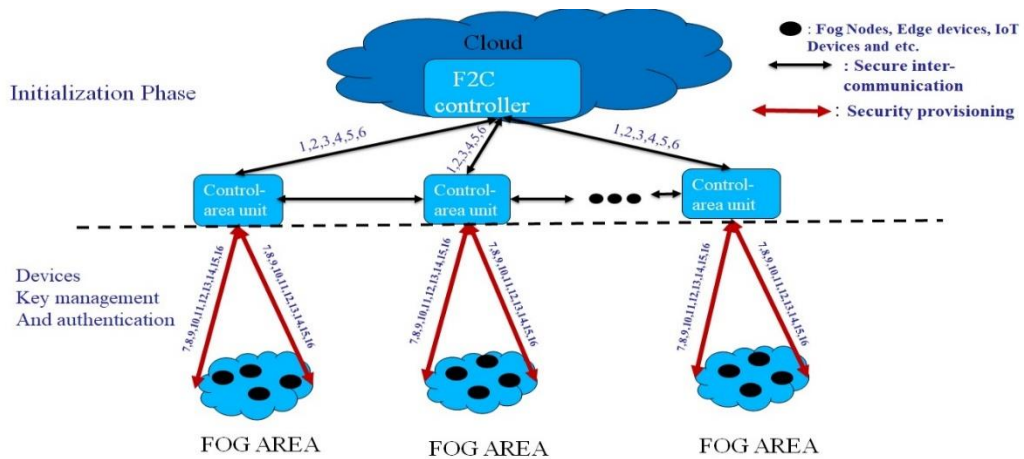 Cloud
F2C
controller
: Fog Nodes, Edge devices, IoT
Devices and etc.
: Secure inter-
communication
: Security provisioning
Initialization Phase
1,2,3,4,5,6
1,2,3,4,5,6
1,2,3,4,5,6
Control-
area unit
Control-
area unit
Control-
area unit
Devices
Key management
And authentication
7,8,9,10,11,12,13,14,15,16
7,8,9,10,11,12,13,14,15,16
7,8,9,10,11,12,13,14,15,16
7,8,9,10,11,12,13,14,15,16
7,8,9,10,11,12,13,14,15,16
7,8,9,10,11,12,13,14,15,16
FOG AREA
FOG AREA
FOG AREA